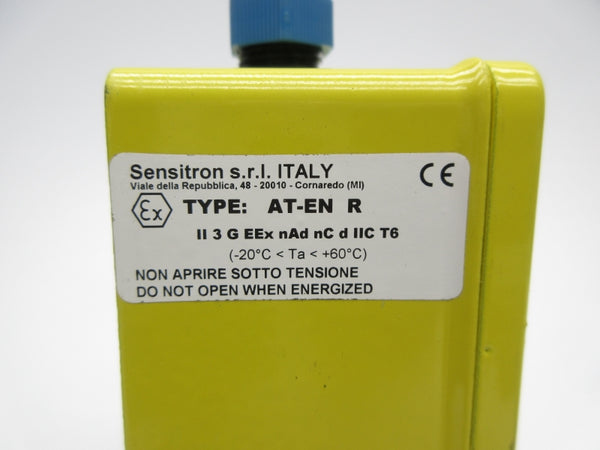 Sensitron s.r.l. ITALY
Viale della Repubblica, 48 - 20010 - Cornaredo (MI)
CE
Ex TYPE: AT-EN R
II 3 G EEx nAd nC d IIC T6
(-20°C < Ta < +60°C)
NON APRIRE SOTTO TENSIONE
DO NOT OPEN WHEN ENERGIZED